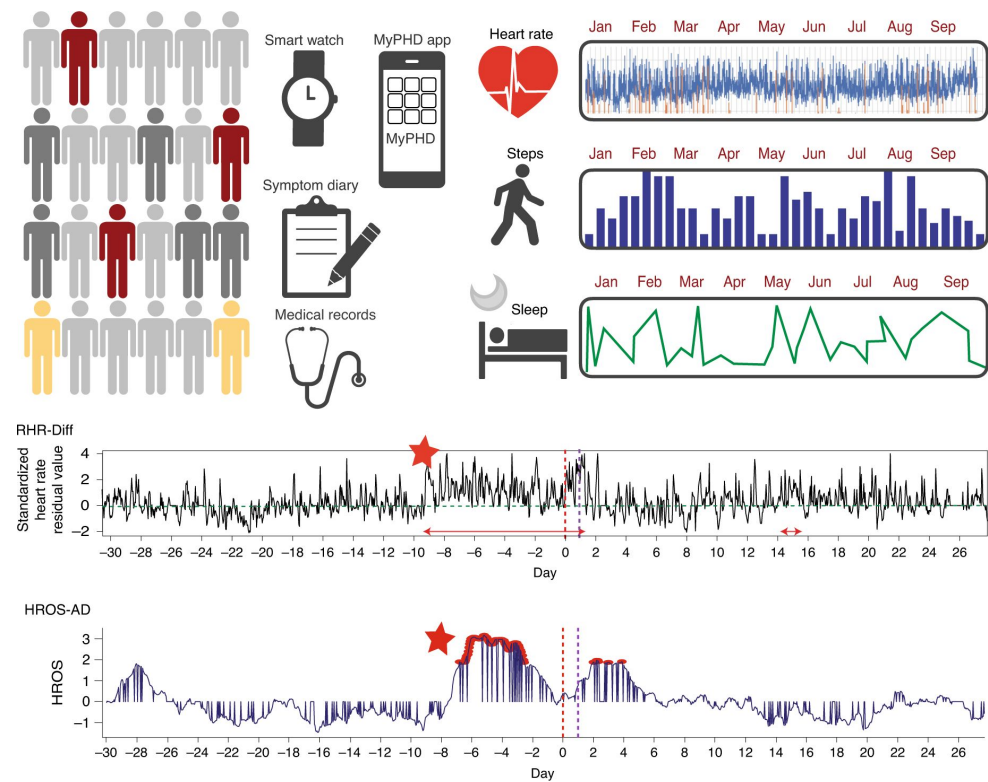 Smart watch
MyPHD app
MyPHD
Symptom diary
Medical records
Heart rate
Jan Feb Mar Apr May Jun Jul Aug Sep
Steps
Jan Feb Mar Apr May Jun Jul Aug Sep
Sleep
Jan Feb Mar Apr May Jun Jul Aug Sep
RHR-Diff
Standardized
heart rate
residual value
4
2
0
−2
−30 −28 −26 −24 −22 −20 −18 −16 −14 −12 −10 −8 −6 −4 −2 0 2 4 6 8 10 12 14 16 18 20 22 24 26
Day
HROS-AD
HROS
3
2
1
0
−1
−30 −28 −26 −24 −22 −20 −18 −16 −14 −12 −10 −8 −6 −4 −2 0 2 4 6 8 10 12 14 16 18 20 22 24 26
Day